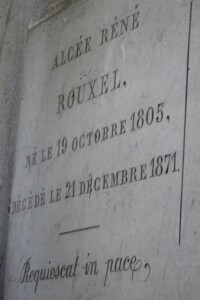 ALCÉE RÉNÉ
ROUXEL,
NÉ LE 19 OCTOBRE 1805,
DÉCÉDÉ LE 21 DÉCEMBRE 1871.
Requiescat in pace,